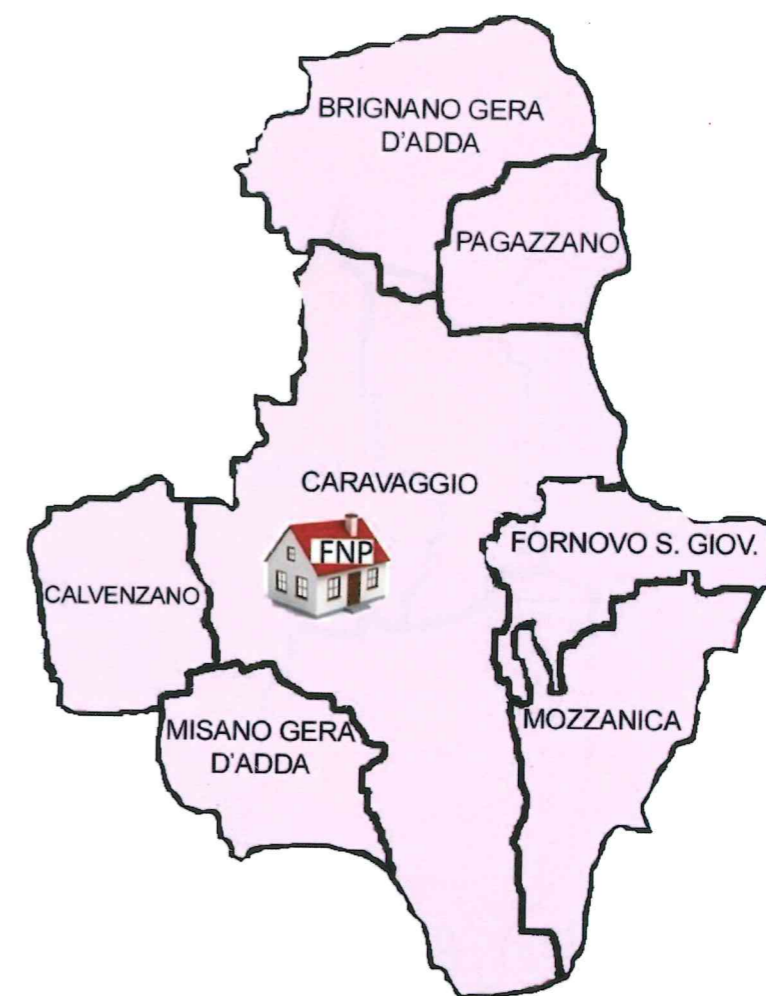 BRIGNANO GERA
D'ADDA
PAGAZZANO
CARAVAGGIO
FNP
FORNOVO S. GIOV.
CALVENZANO
MOZZANICA
MISANO GERA
D'ADDA